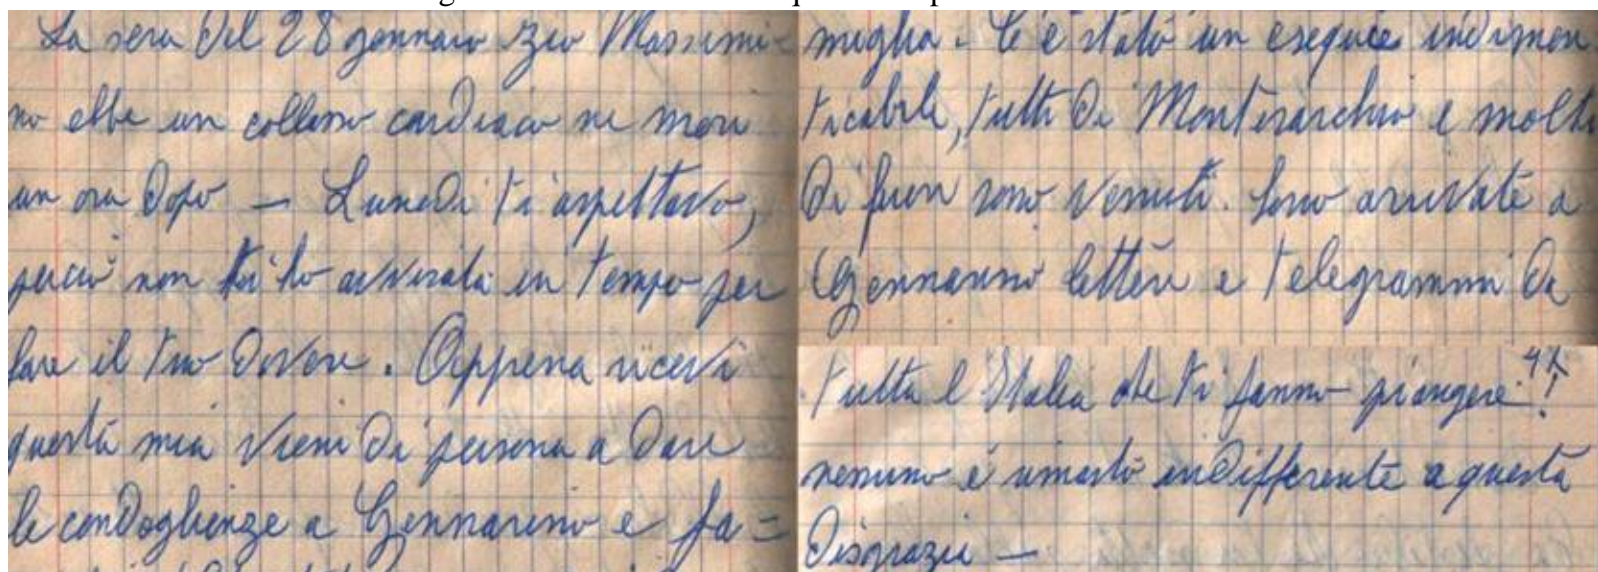 La sera del 28 gennaio zio Massimi-
no ebbe un collasso cardiaco ne morì
un ora dopo — Lunedì ti aspettavo,
perciò non ti ho avvisata in tempo per
fare il tuo dovere. Appena ricevi
questa mia vieni di persona a dare
le condoglienze a Gennarino e fa=
miglia. C'è stato un esequie indimen
ticabile, tutti di Montesarchio e molti
di fuori sono venuti. Sono arrivate a
Gennarino lettere e telegrammi da
tutta l'Italia che ti fanno piangere!
nessuno è rimasto indifferente a questa
disgrazia —